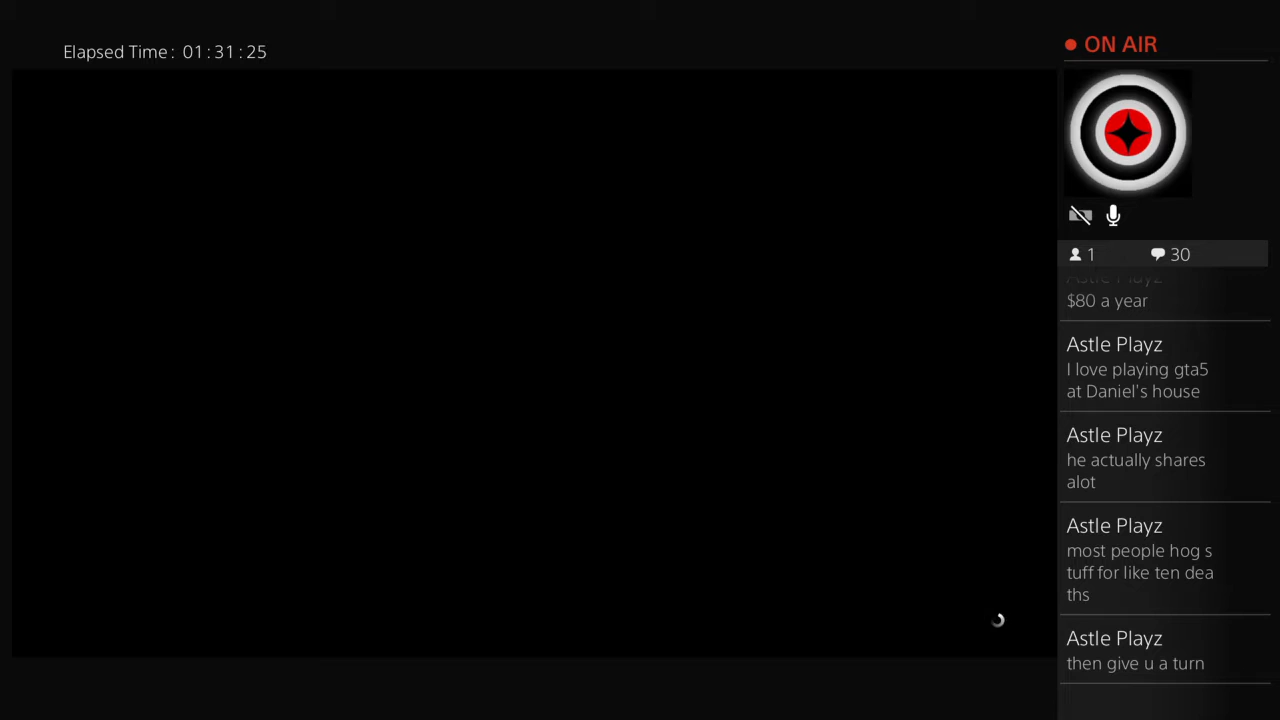 Elapsed Time: 01:31:25
ON AIR
1 30
Astle Playz
$80 a year
Astle Playz
I love playing gta5
at Daniel's house
Astle Playz
he actually shares
alot
Astle Playz
most people hog s
tuff for like ten dea
ths
Astle Playz
then give u a turn